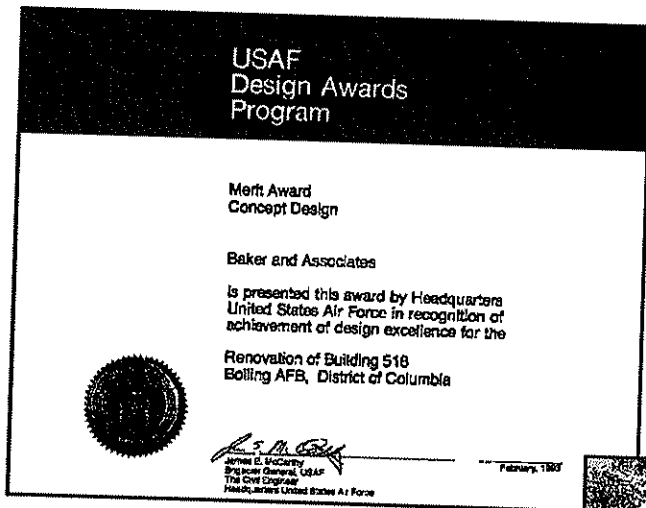 USAF
Design Awards
Program
Merit Award
Concept Design
Baker and Associates
is presented this award by Headquarters
United States Air Force in recognition of
achievement of design excellence for the
Renovation of Building 518
Bolling AFB, District of Columbia
James E. McCarthy
Brigadier General, USAF
The Civil Engineer
Headquarters United States Air Force
February, 1993